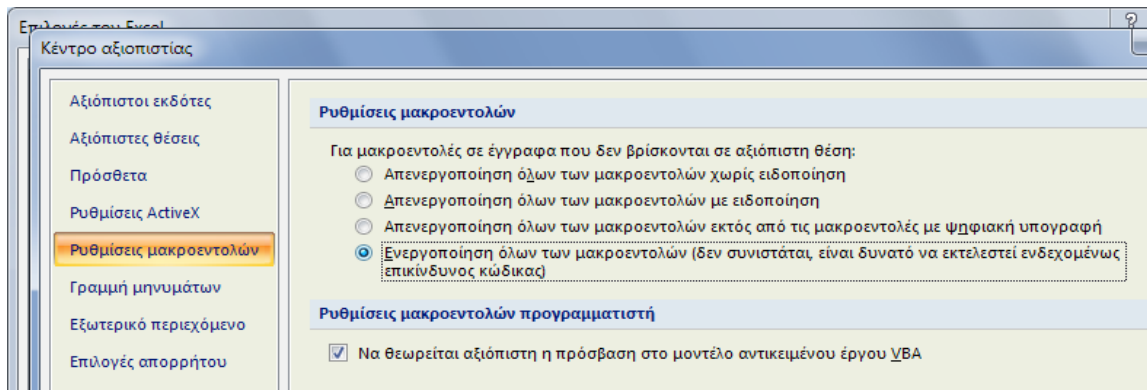 Επιλογές του Excel
?
Κέντρο αξιοπιστίας
Αξιόπιστοι εκδότες
Αξιόπιστες θέσεις
Πρόσθετα
Ρυθμίσεις ActiveX
Ρυθμίσεις μακροεντολών
Γραμμή μηνυμάτων
Εξωτερικό περιεχόμενο
Επιλογές απορρήτου
Ρυθμίσεις μακροεντολών
Για μακροεντολές σε έγγραφα που δεν βρίσκονται σε αξιόπιστη θέση:
Απενεργοποίηση όλων των μακροεντολών χωρίς ειδοποίηση
Απενεργοποίηση όλων των μακροεντολών με ειδοποίηση
Απενεργοποίηση όλων των μακροεντολών εκτός από τις μακροεντολές με ψηφιακή υπογραφή
Ενεργοποίηση όλων των μακροεντολών (δεν συνιστάται, είναι δυνατό να εκτελεστεί ενδεχομένως
επικίνδυνος κώδικας)
Ρυθμίσεις μακροεντολών προγραμματιστή
Να θεωρείται αξιόπιστη η πρόσβαση στο μοντέλο αντικειμένου έργου VBA